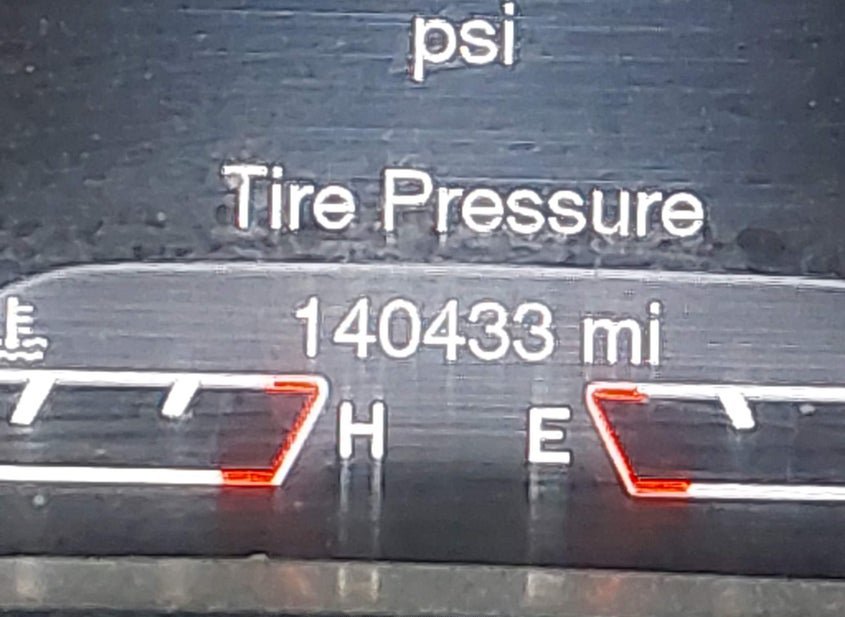 psi
Tire Pressure
140433 mi
H E